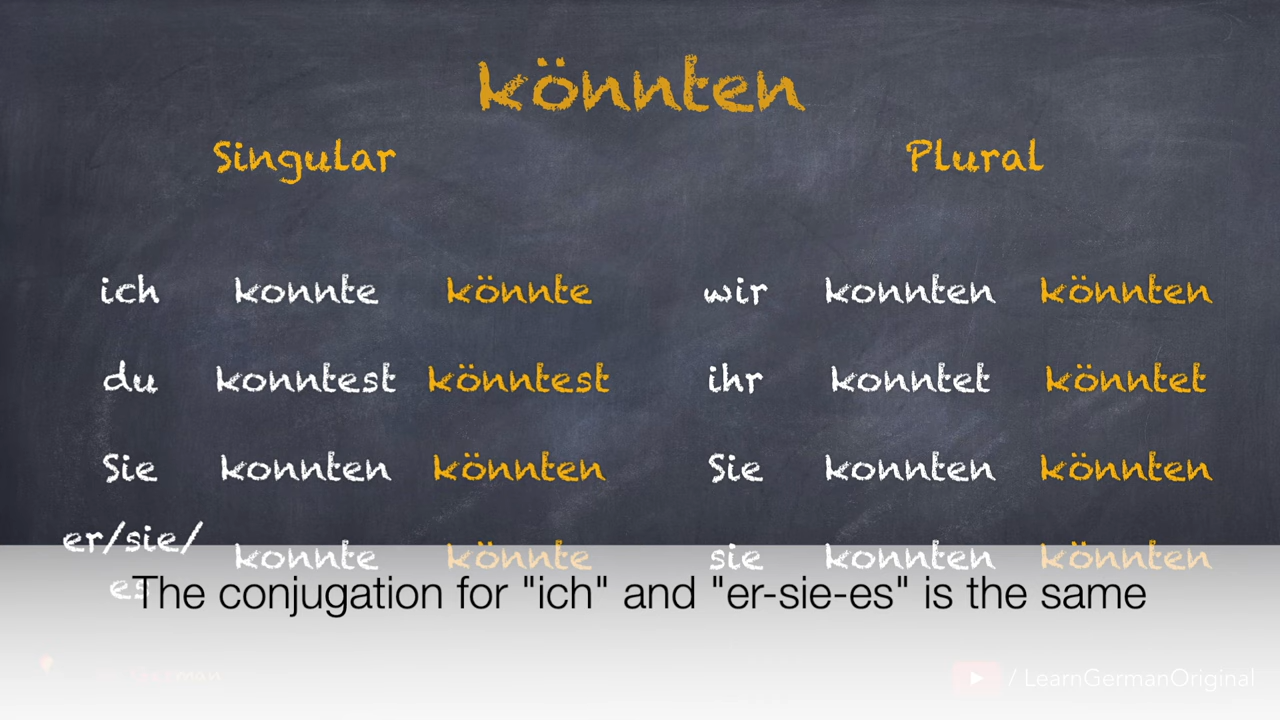 könnten
Singular Plural
ich konnte könnte wir konnten könnten
du konntest könntest ihr konntet könntet
Sie konnten könnten Sie konnten könnten
er/sie/
es konnte könnte sie konnten könnten
The conjugation for "ich" and "er-sie-es" is the same
/ LearnGermanOriginal